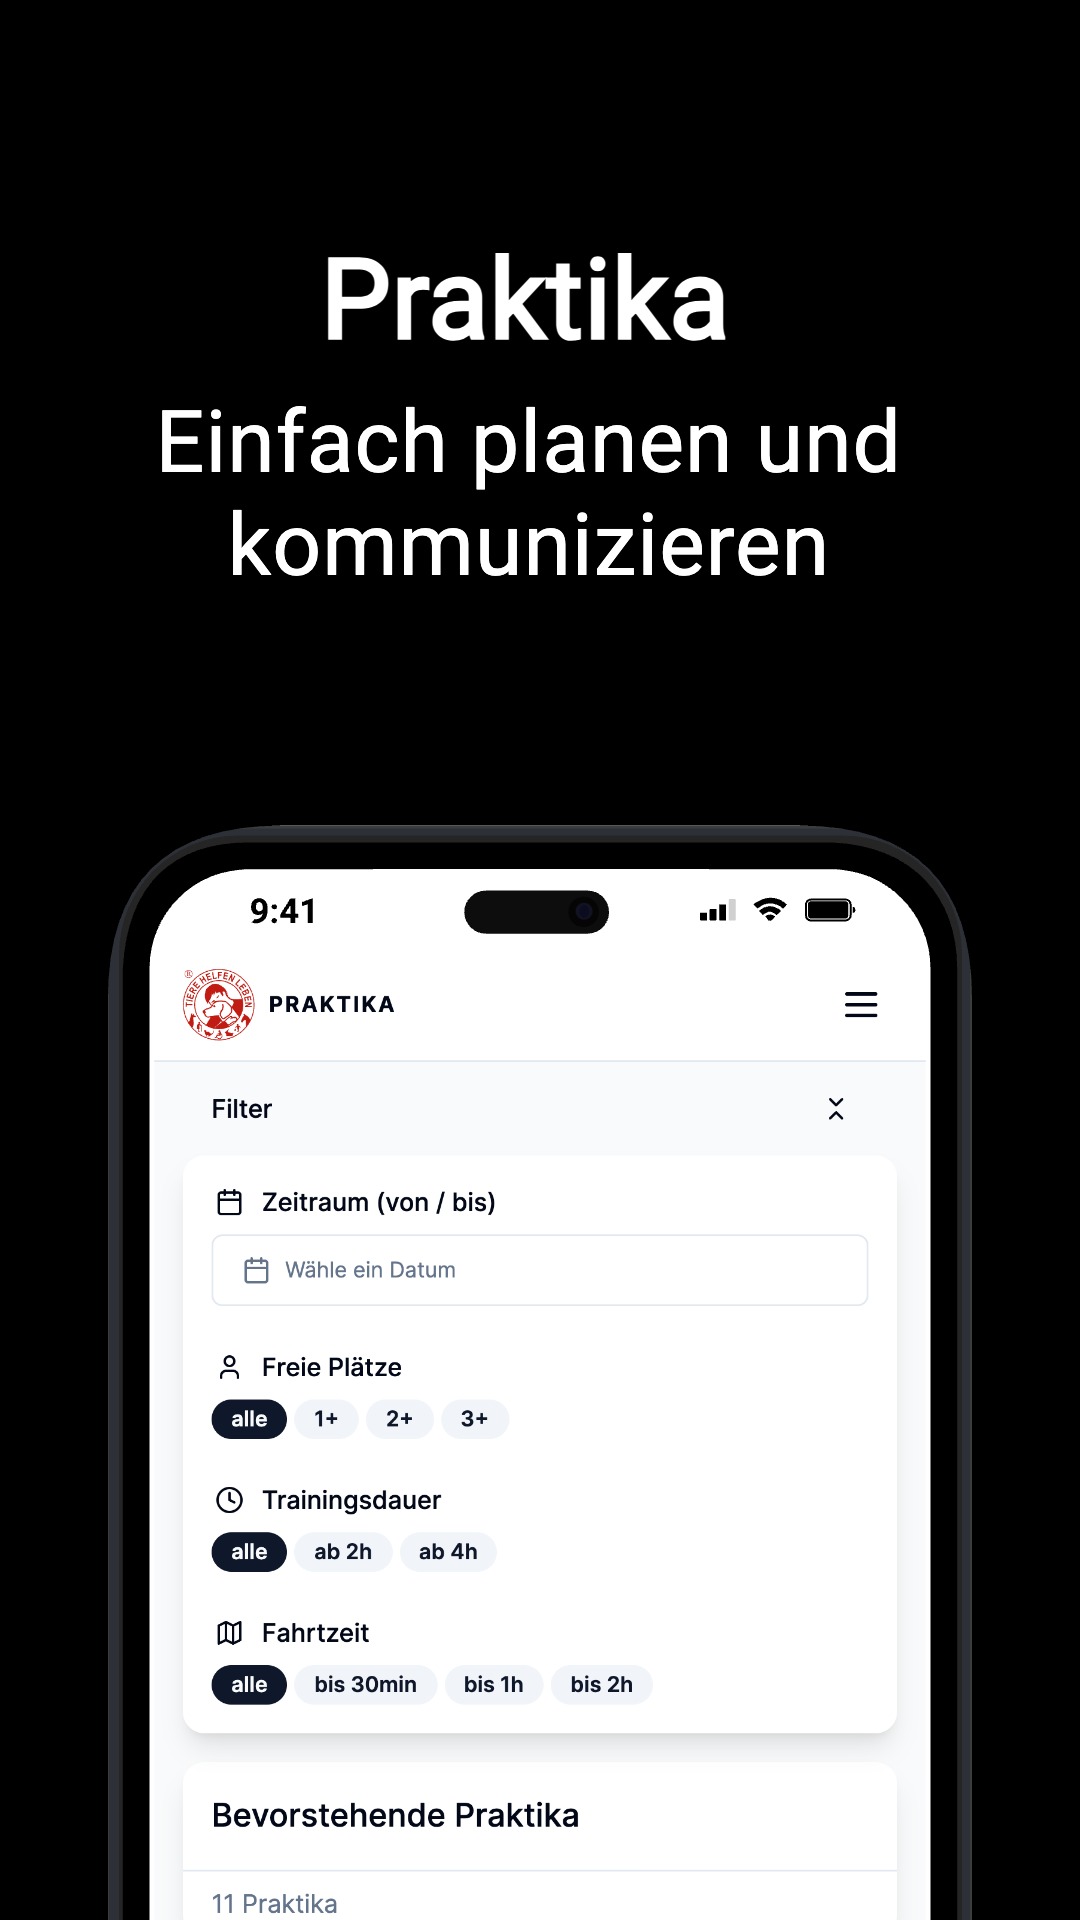 Praktika
Einfach planen und
kommunizieren
9:41
® TIERE HELFEN LEBEN
PRAKTIKA
Filter
Zeitraum (von / bis)
Wähle ein Datum
Freie Plätze
alle 1+ 2+ 3+
Trainingsdauer
alle ab 2h ab 4h
Fahrtzeit
alle bis 30min bis 1h bis 2h
Bevorstehende Praktika
11 Praktika